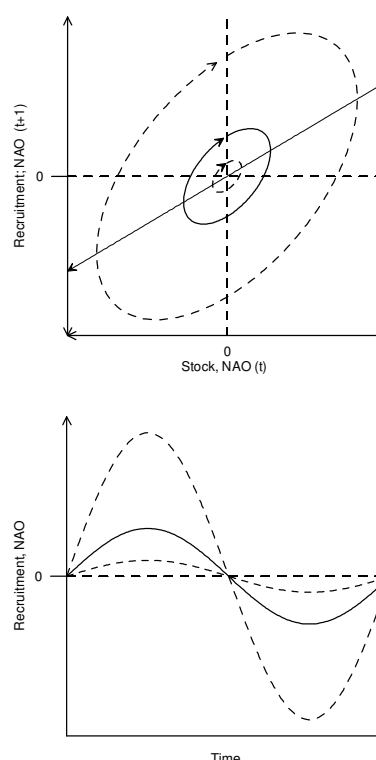 Recruitment; NAO (t+1)
0
0
Stock, NAO (t)
Recruitment, NAO
0
Time